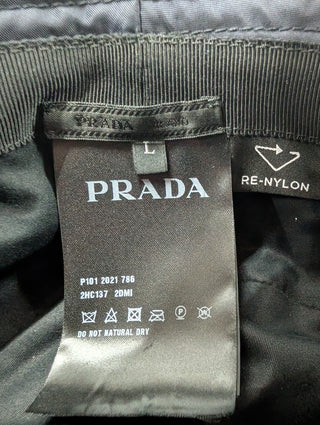 PRADA
L
PRADA
RE-NYLON
P101 2021 786
2HC137 2DMI
P W
DO NOT NATURAL DRY